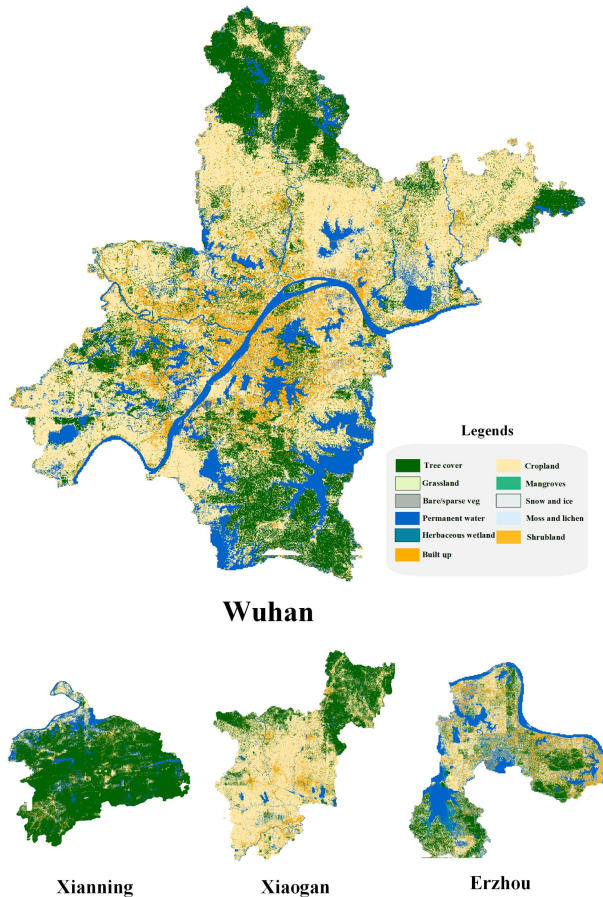 Legends
Tree cover
Cropland
Grassland
Mangroves
Bare/sparse veg
Snow and ice
Permanent water
Moss and lichen
Herbaceous wetland
Shrubland
Built up
Wuhan
Xianning
Xiaogan
Erzhou